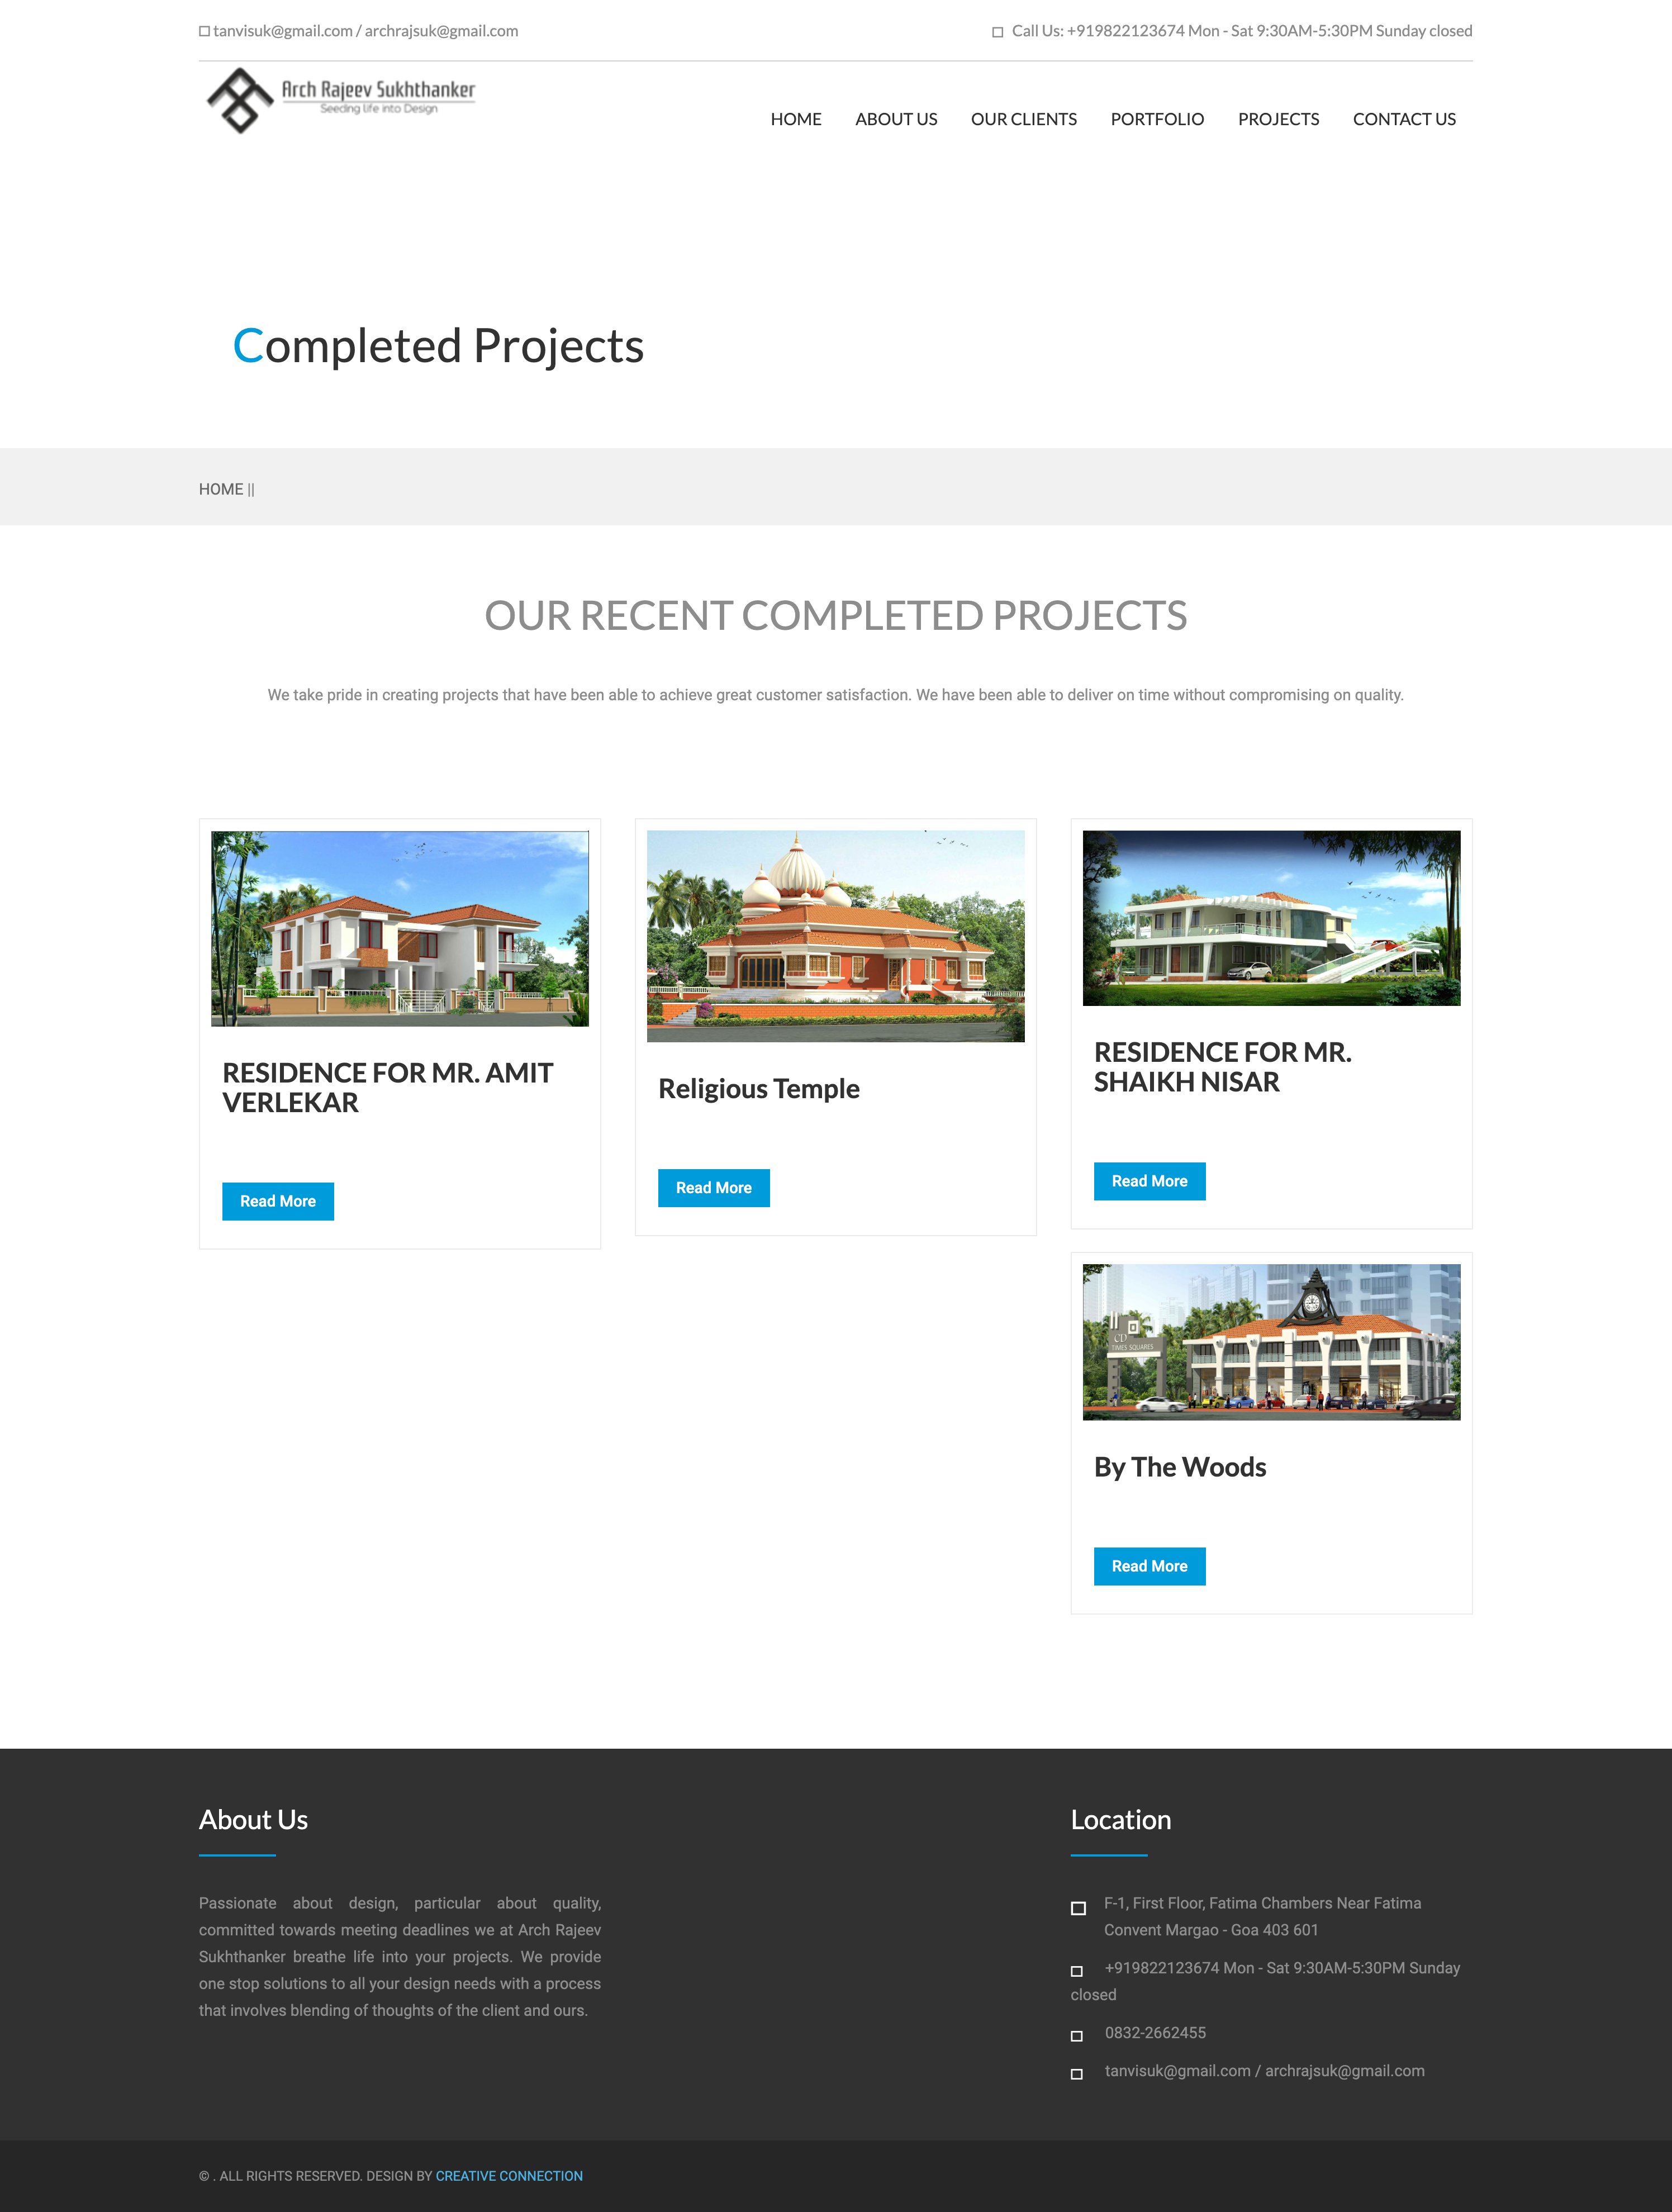 tanvisuk@gmail.com / archrajsuk@gmail.com
Call Us: +919822123674 Mon - Sat 9:30AM-5:30PM Sunday closed
Arch Rajeev Sukhthanker
Seeding life into Design
HOME ABOUT US OUR CLIENTS PORTFOLIO PROJECTS CONTACT US
Completed Projects
HOME ||
OUR RECENT COMPLETED PROJECTS
We take pride in creating projects that have been able to achieve great customer satisfaction. We have been able to deliver on time without compromising on quality.
RESIDENCE FOR MR. AMIT
VERLEKAR
Read More
Religious Temple
Read More
RESIDENCE FOR MR.
SHAIKH NISAR
Read More
CD
TIMES SQUARES
By The Woods
Read More
About Us
Passionate about design, particular about quality,
committed towards meeting deadlines we at Arch Rajeev
Sukhthanker breathe life into your projects. We provide
one stop solutions to all your design needs with a process
that involves blending of thoughts of the client and ours.
Location
F-1, First Floor, Fatima Chambers Near Fatima
Convent Margao - Goa 403 601
+919822123674 Mon - Sat 9:30AM-5:30PM Sunday
closed
0832-2662455
tanvisuk@gmail.com / archrajsuk@gmail.com
© . ALL RIGHTS RESERVED. DESIGN BY CREATIVE CONNECTION